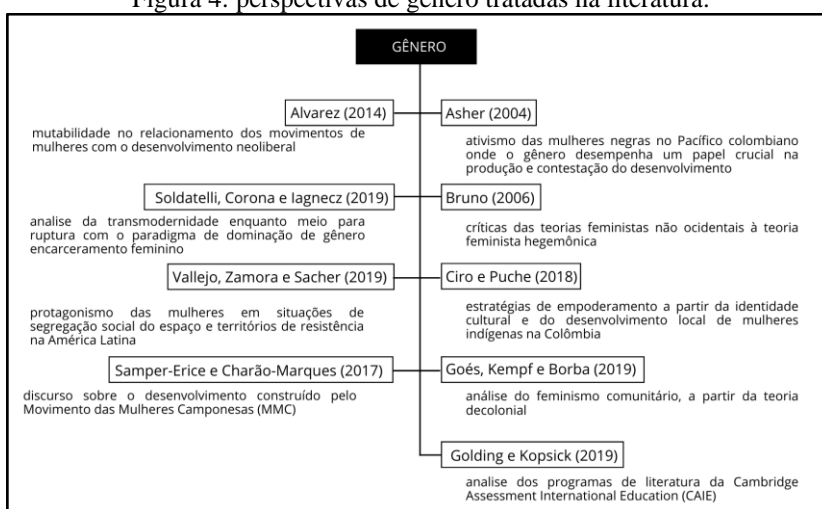 Figura 4: perspectivas de gênero tratadas na literatura.
GÊNERO
Alvarez (2014)
mutabilidade no relacionamento dos movimentos de
mulheres com o desenvolvimento neoliberal
Asher (2004)
ativismo das mulheres negras no Pacífico colombiano
onde o gênero desempenha um papel crucial na
produção e contestação do desenvolvimento
Soldatelli, Corona e Iagnecz (2019)
analise da transmodernidade enquanto meio para
ruptura com o paradigma de dominação de gênero
encarceramento feminino
Bruno (2006)
críticas das teorias feministas não ocidentais à teoria
feminista hegemônica
Vallejo, Zamora e Sacher (2019)
protagonismo das mulheres em situações de
segregação social do espaço e territórios de resistência
na América Latina
Ciro e Puche (2018)
estratégias de empoderamento a partir da identidade
cultural e do desenvolvimento local de mulheres
indígenas na Colômbia
Samper-Erice e Charão-Marques (2017)
discurso sobre o desenvolvimento construído pelo
Movimento das Mulheres Camponesas (MMC)
Goés, Kempf e Borba (2019)
análise do feminismo comunitário, a partir da teoria
decolonial
Golding e Kopsick (2019)
analise dos programas de literatura da Cambridge
Assessment International Education (CAIE)